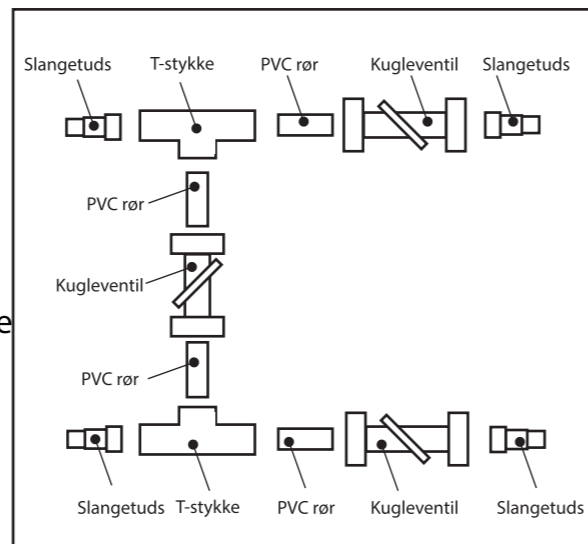 Slangetuds T-stykke PVC rør Kugleventil Slangetuds
PVC rør
Kugleventil
e
PVC rør
Slangetuds T-stykke PVC rør Kugleventil Slangetuds